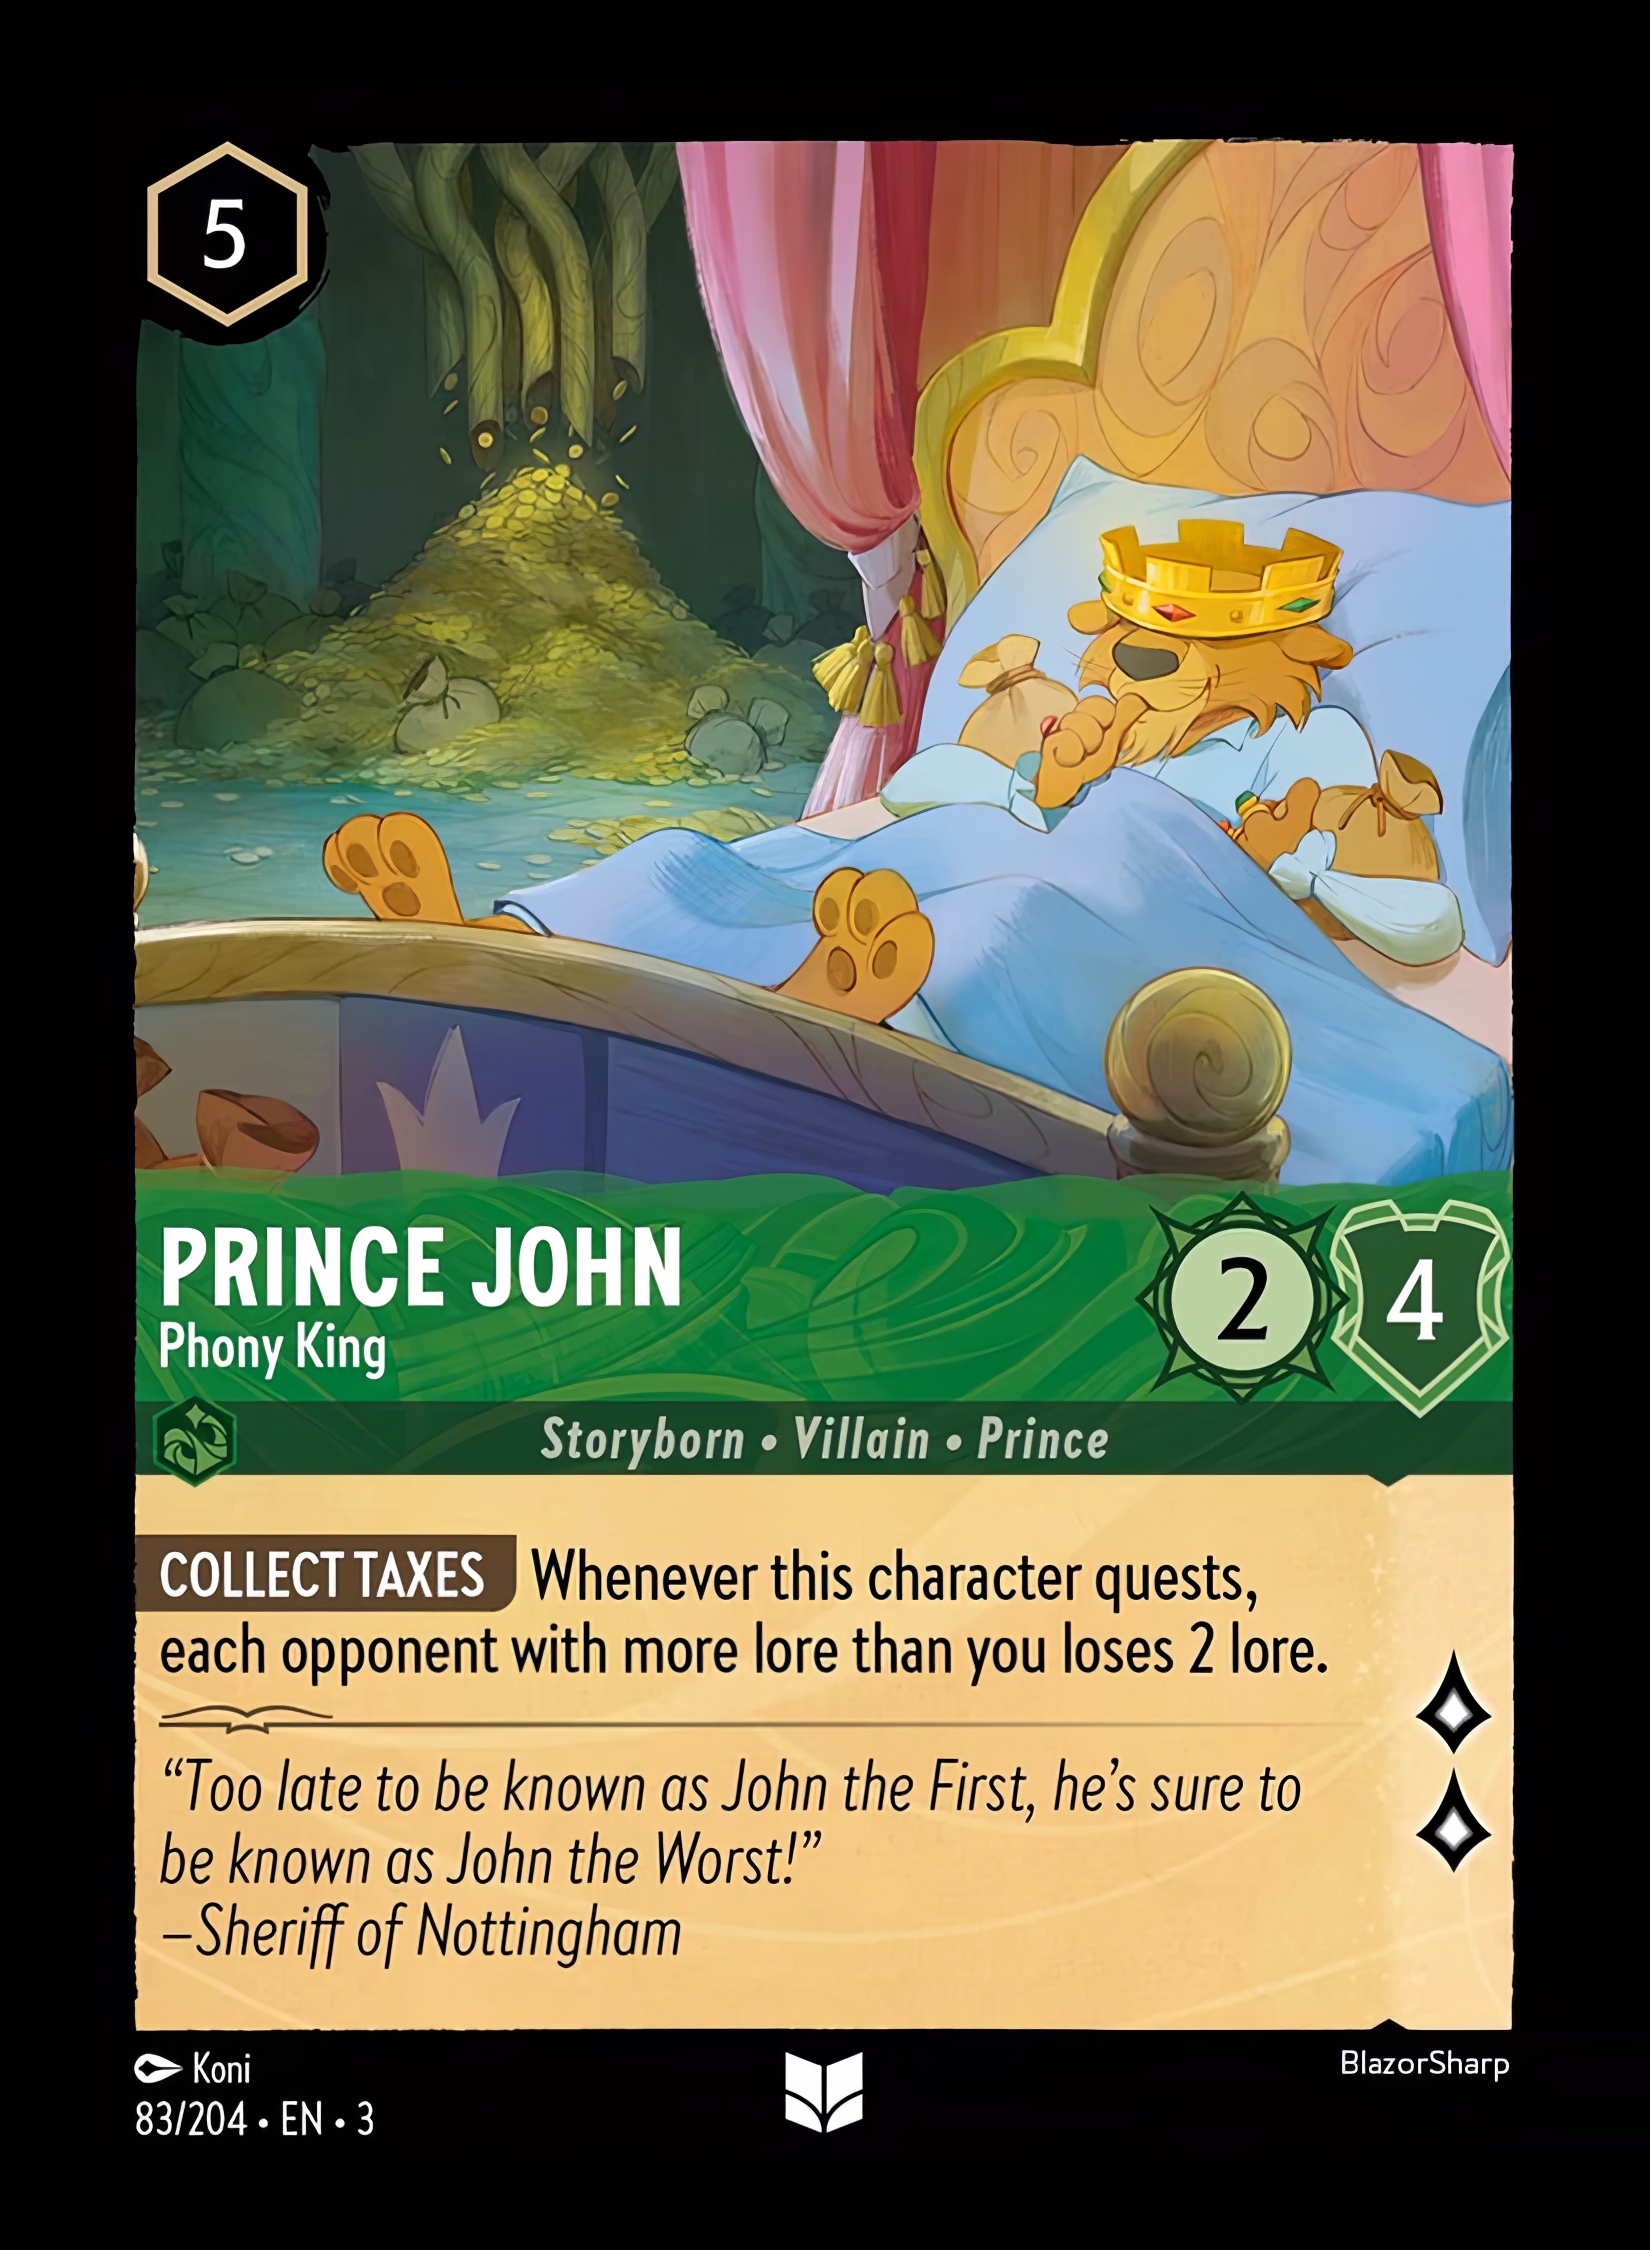 5
PRINCE JOHN
Phony King
2
4
Storyborn • Villain • Prince
COLLECT TAXES Whenever this character quests,
each opponent with more lore than you loses 2 lore.
“Too late to be known as John the First, he’s sure to
be known as John the Worst!”
–Sheriff of Nottingham
Koni
BlazorSharp
83/204 • EN • 3